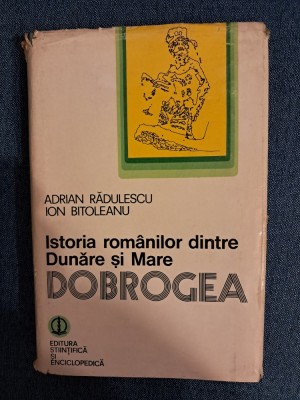 ADRIAN RĂDULESCU
ION BITOLEANU
Istoria românilor dintre
Dunăre și Mare
DOBROGEA
EDITURA
ȘTIINȚIFICĂ
ȘI
ENCICLOPEDICĂ